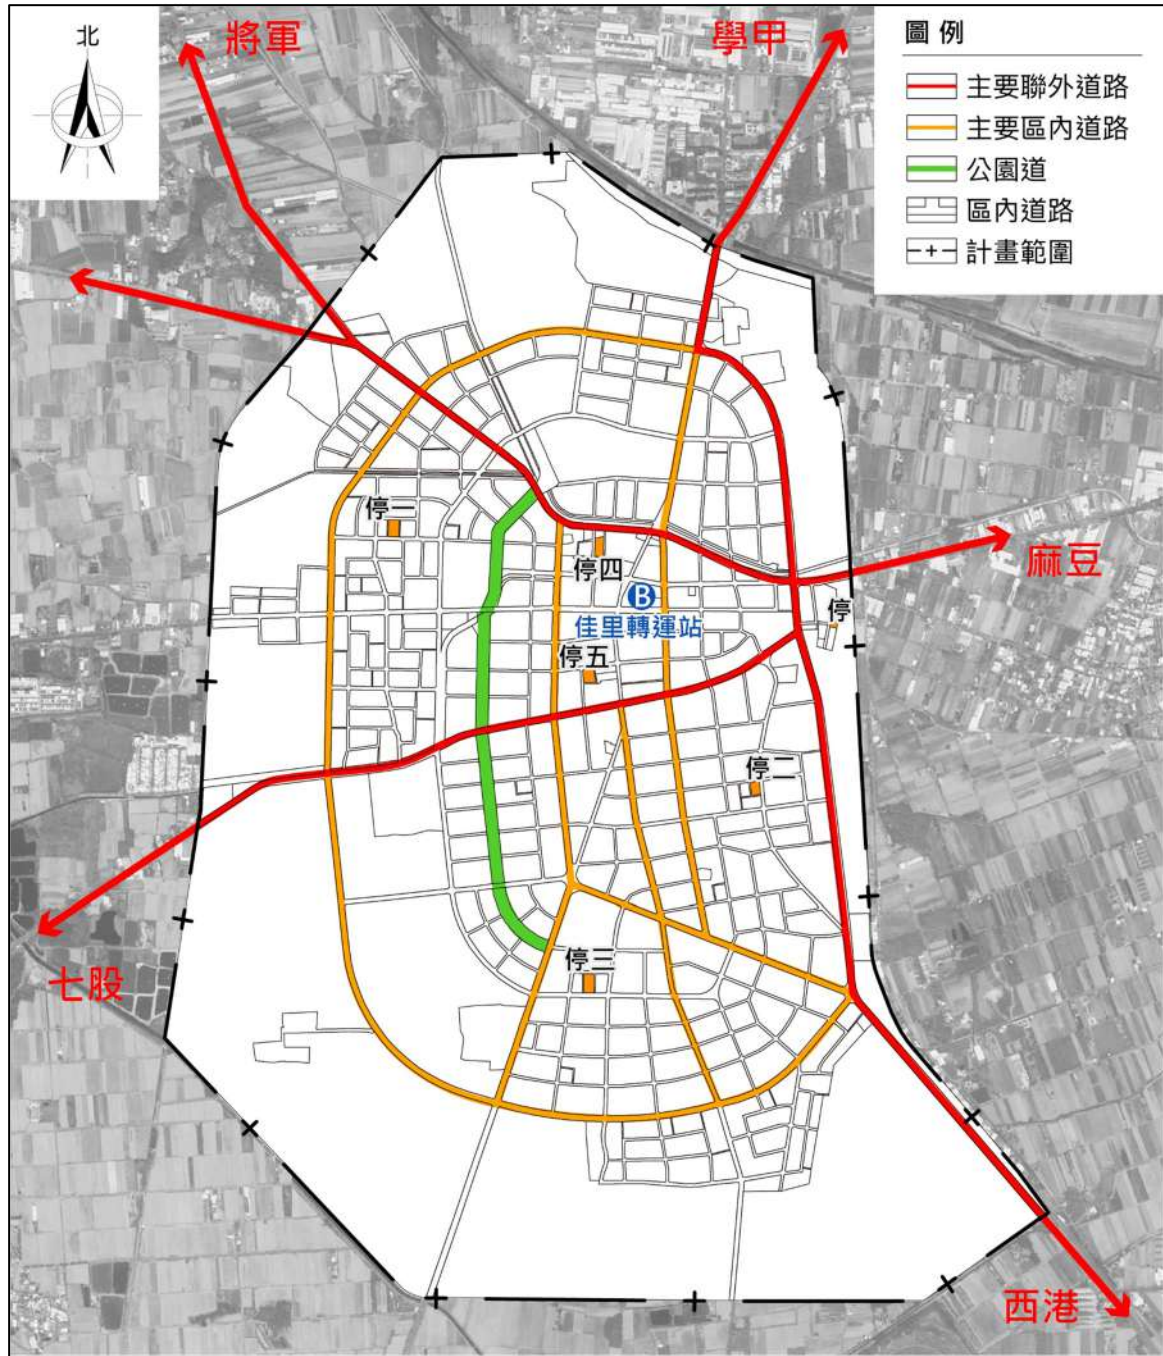 北
將軍
學甲
圖例
主要聯外道路
主要區內道路
公園道
區內道路
計畫範圍
停一
停四
麻豆
B
停
佳里轉運站
停五
停二
七股
停三
西港